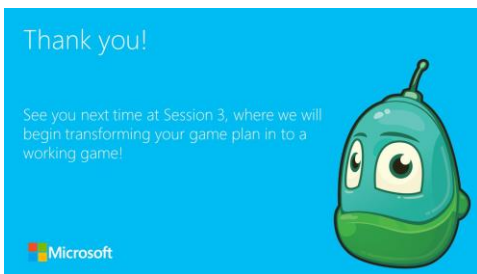 Thank you!
See you next time at Session 3, where we will
begin transforming your game plan in to a
working game!
Microsoft